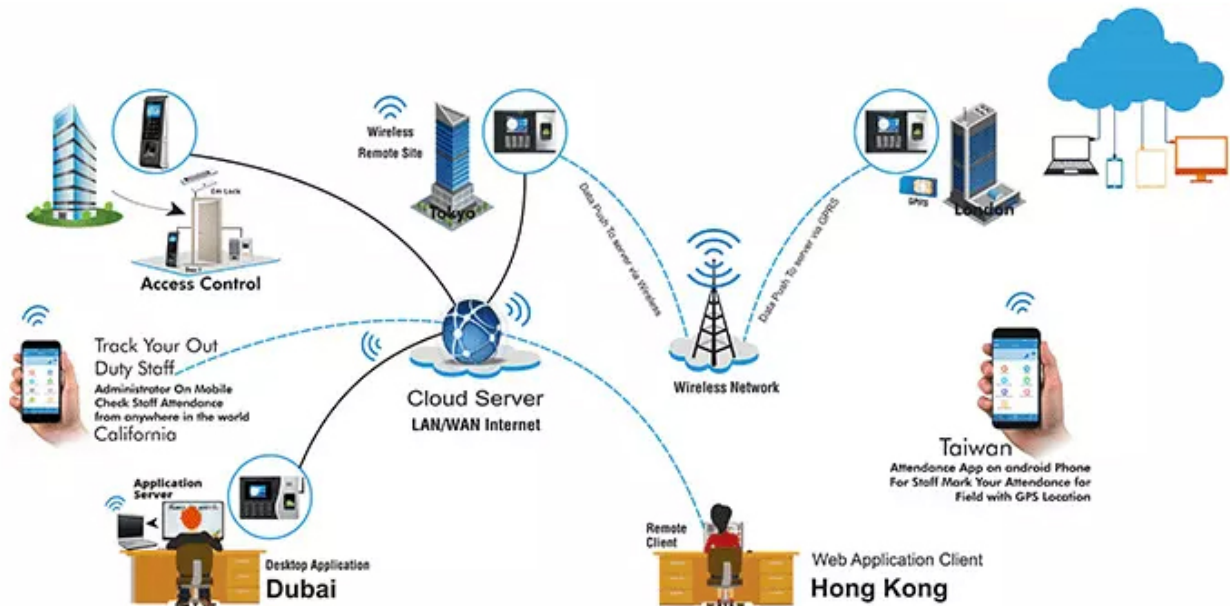 Wireless
Remote Site
Tokyo
GPRS
London
Data Push To server via Wireless
Data Push To server via GPRS
Em Lock
Access Control
Track Your Out
Duty Staff
Administrator On Mobile
Check Staff Attendance
from anywhere in the world
California
Cloud Server
LAN/WAN Internet
Wireless Network
Taiwan
Attendance App on android Phone
For Staff Mark Your Attendance for
Field with GPS Location
Application
Server
Desktop Application
Dubai
Remote
Client
Web Application Client
Hong Kong